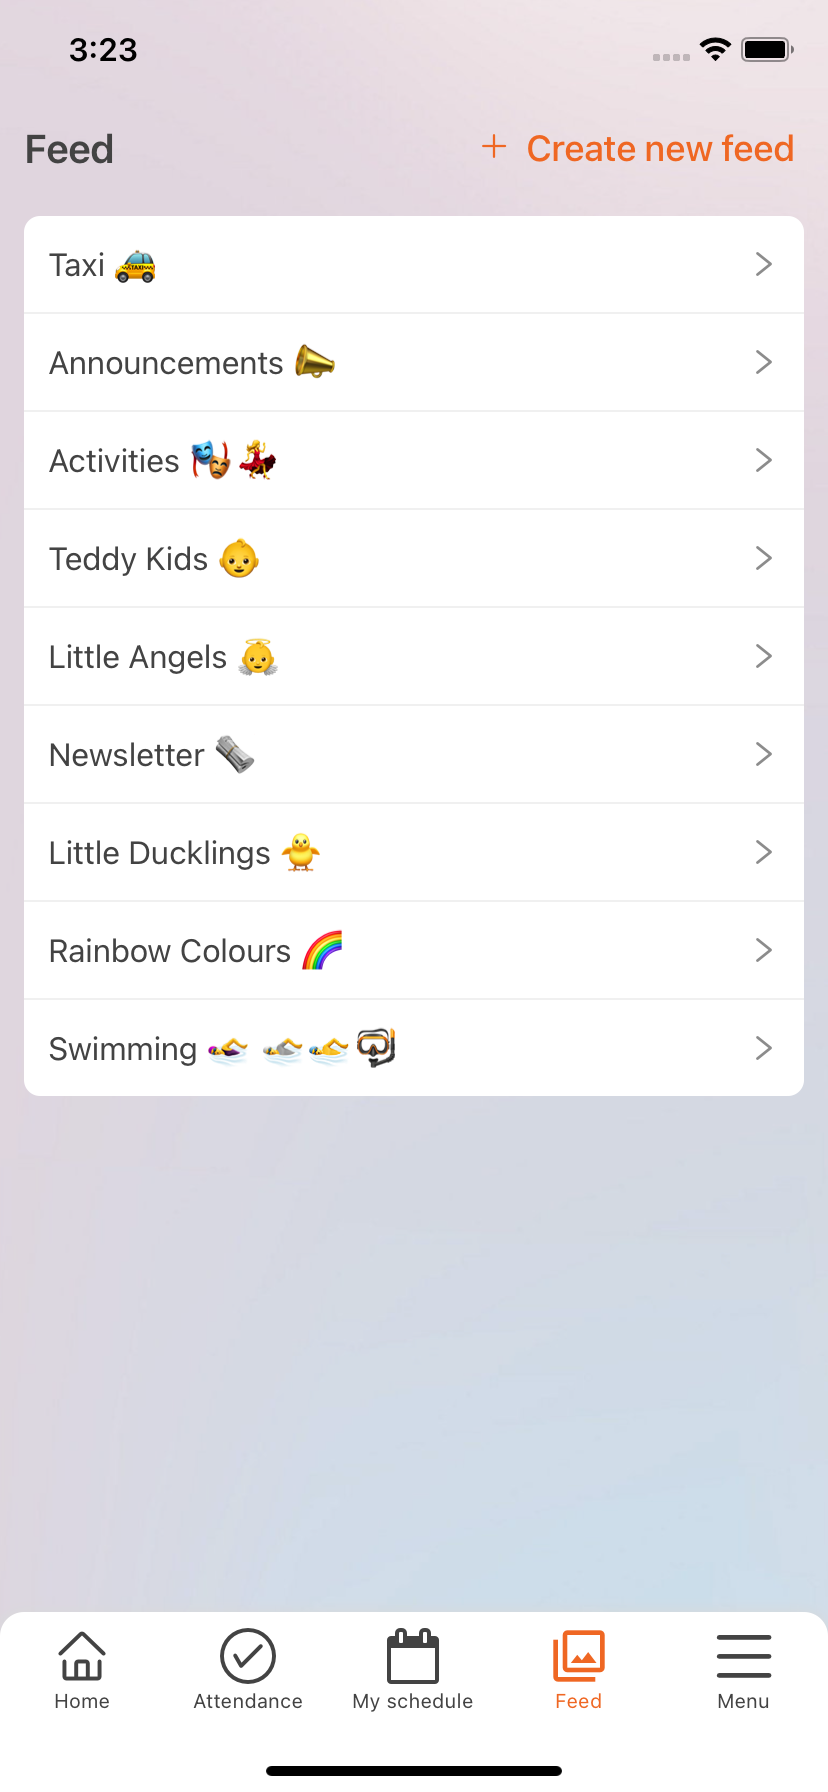 3:23
Feed
+ Create new feed
Taxi 🚕
Announcements 📣
Activities 🎭💃
Teddy Kids 👶
Little Angels 👼
Newsletter 🗞️
Little Ducklings 🐥
Rainbow Colours 🌈
Swimming 🏊‍♀️ 🏊🏊‍♂️🤿
Home
Attendance
My schedule
Feed
Menu